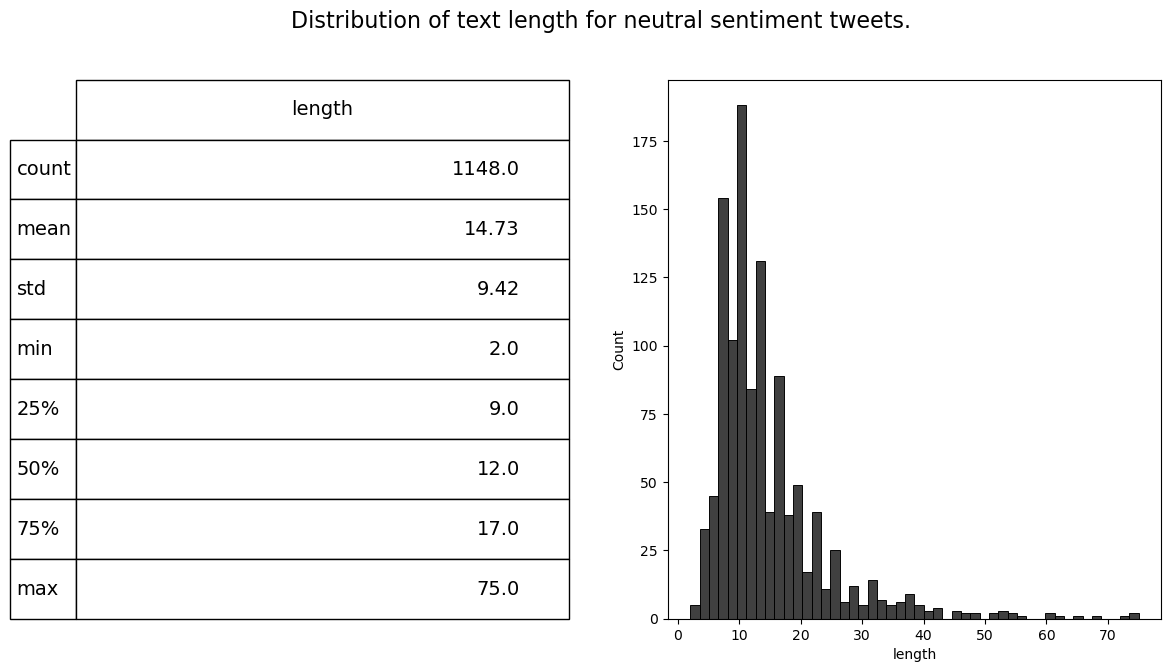 Distribution of text length for neutral sentiment tweets.
length
count 1148.0
mean 14.73
std 9.42
min 2.0
25% 9.0
50% 12.0
75% 17.0
max 75.0
Count
175
150
125
100
75
50
25
0
0 10 20 30 40 50 60 70
length